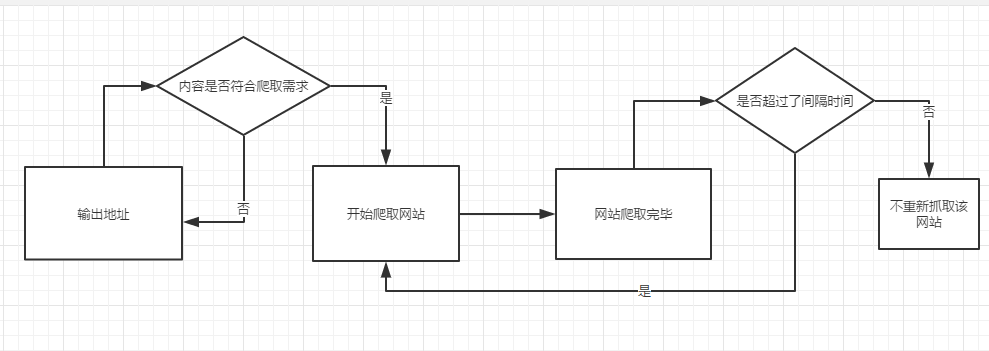 内容是否符合爬取需求
是
否
输出地址
开始爬取网站
网站爬取完毕
是否超过了间隔时间
否
是
不重新抓取该
网站